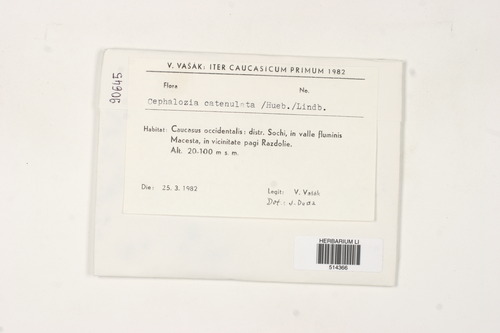 90645
V. VAŠÁK: ITER CAUCASICUM PRIMUM 1982
Flora No.
Cephalozia catenulata /Hueb./Lindb.
Habitat: Caucasus occidentalis: distr. Sochi, in valle fluminis
Macesta, in vicinitate pagi Razdolie.
Alt. 20-100 m s. m.
Die: 25. 3. 1982 Legit: V. Vašák
Det.: J. Duda
HERBARIUM LI
514366